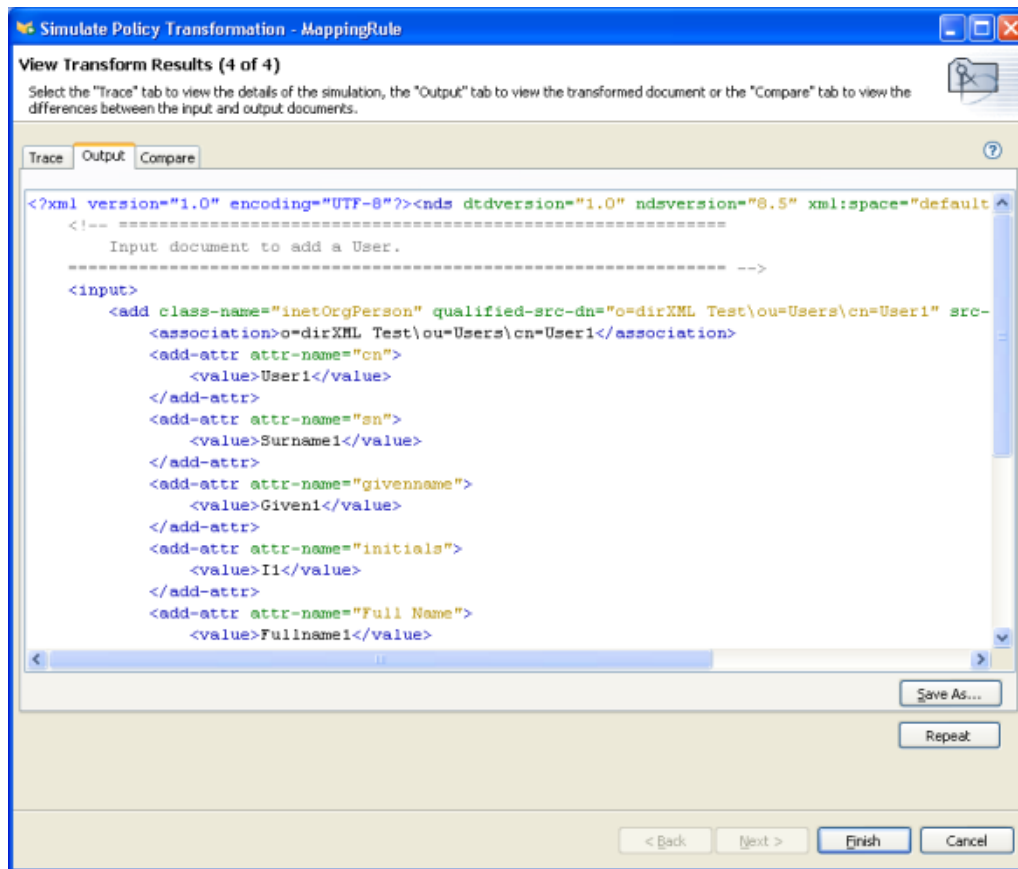 Simulate Policy Transformation - MappingRule
View Transform Results (4 of 4)
Select the "Trace" tab to view the details of the simulation, the "Output" tab to view the transformed document or the "Compare" tab to view the
differences between the input and output documents.
Trace Output Compare
<?xml version="1.0" encoding="UTF-8"?><nds dtdversion="1.0" ndsversion="8.5" xml:space="default
<!-- ============================================================
Input document to add a User.
================================================================= -->
<input>
<add class-name="inetOrgPerson" qualified-src-dn="o=dirXML Test\ou=Users\cn=User1" src-
<association>o=dirXML Test\ou=Users\cn=User1</association>
<add-attr attr-name="cn">
<value>User1</value>
</add-attr>
<add-attr attr-name="sn">
<value>Surname1</value>
</add-attr>
<add-attr attr-name="givenname">
<value>Given1</value>
</add-attr>
<add-attr attr-name="initials">
<value>I1</value>
</add-attr>
<add-attr attr-name="Full Name">
<value>Fullname1</value>
Save As...
Repeat
< Back Next > Finish Cancel